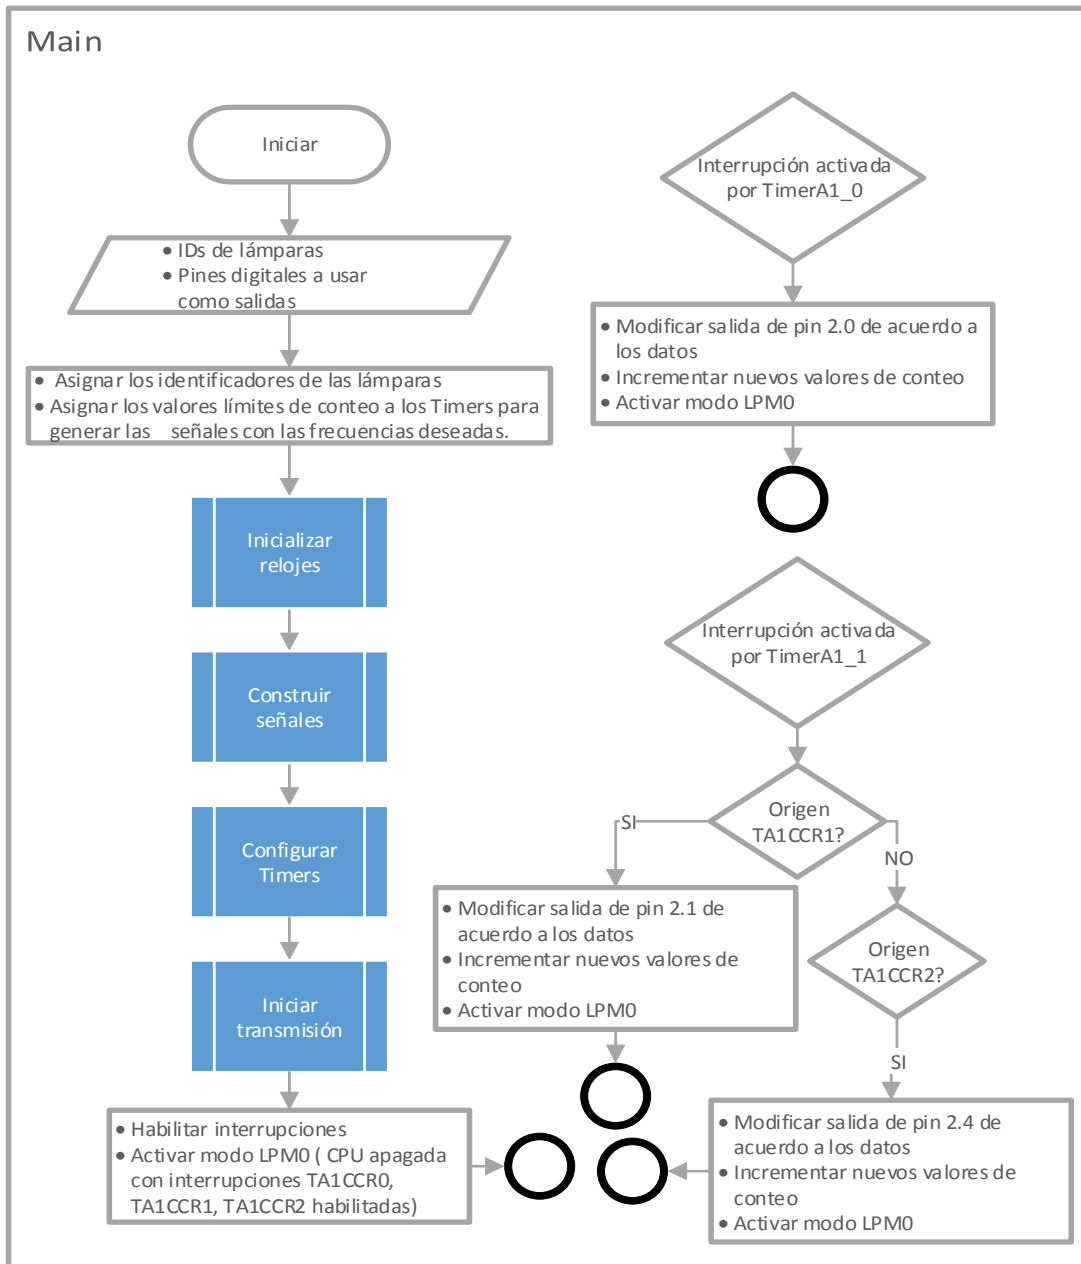 Main
Iniciar
• IDs de lámpara
• Pines digitales a usar
como salidas
• Asignar los identificadores de las lámparas
• Asignar los valores límites de conteo a los Timers para
generar las señales con las frecuencias deseadas.
Inicializar
relojes
Construir
señales
Configurar
Timers
Iniciar
transmisión
• Habilitar interrupciones
• Activar modo LPM0 ( CPU apagada
con interrupciones TA1CCR0,
TA1CCR1, TA1CCR2 habilitadas)
Interrupción activada
por TimerA1_0
• Modificar salida de pin 2.0 de acuerdo a
los datos
• Incrementar nuevos valores de conteo
• Activar modo LPM0
Interrupción activada
por TimerA1_1
Origen
TA1CCR1?
SI
NO
• Modificar salida de pin 2.1 de
acuerdo a los datos
• Incrementar nuevos valores de
conteo
• Activar modo LPM0
Origen
TA1CCR2?
SI
• Modificar salida de pin 2.4 de
acuerdo a los datos
• Incrementar nuevos valores de
conteo
• Activar modo LPM0